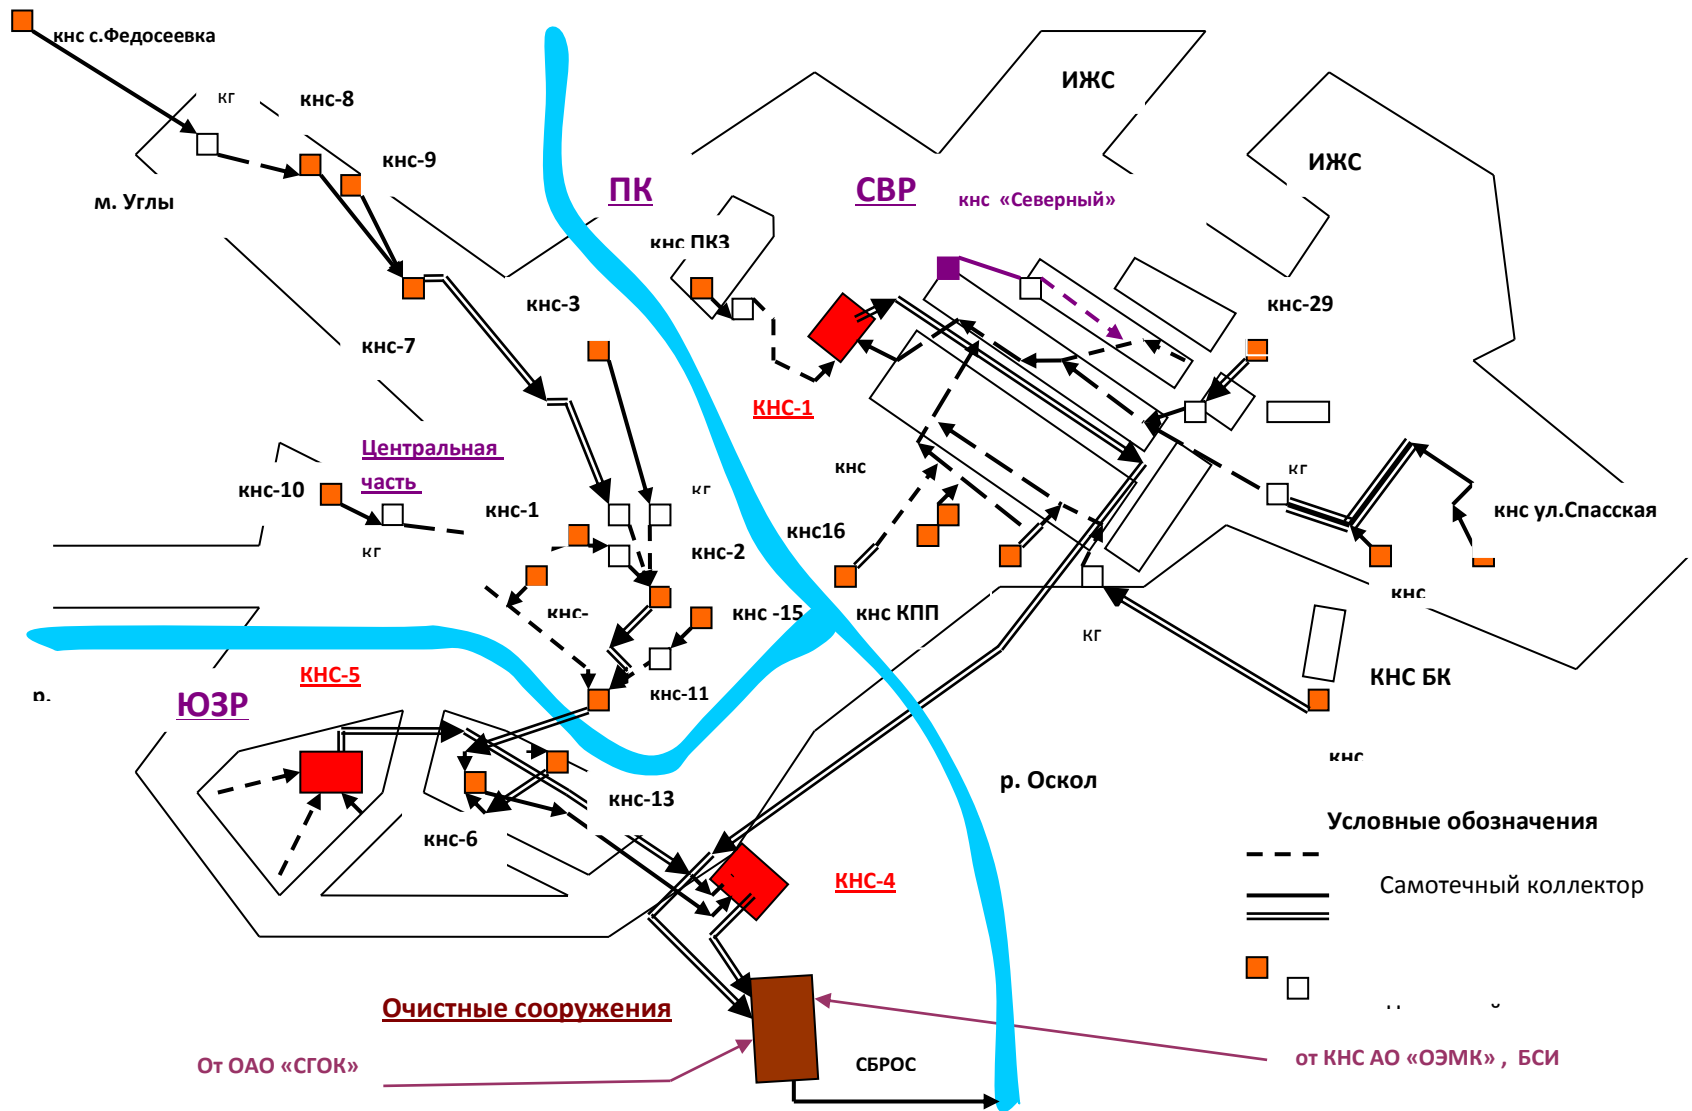 кнс с.Федосеевка
кг
кнс-8
ИЖС
кнс-9
ИЖС
м. Углы
ПК
СВР
кнс «Северный»
кнс ПКЗ
кнс-3
кнс-29
кнс-7
КНС-1
Центральная
часть
кнс
кг
кнс-10
кг
кнс-1
кнс ул.Спасская
кнс16
кг
кнс-2
кнс
кнс-
кнс -15
кнс КПП
кг
КНС-5
КНС БК
р.
ЮЗР
кнс-11
кнс
р. Оскол
кнс-13
Условные обозначения
кнс-6
КНС-4
Самотечный коллектор
Очистные сооружения
От ОАО «СГОК»
СБРОС
от КНС АО «ОЭМК» , БСИ